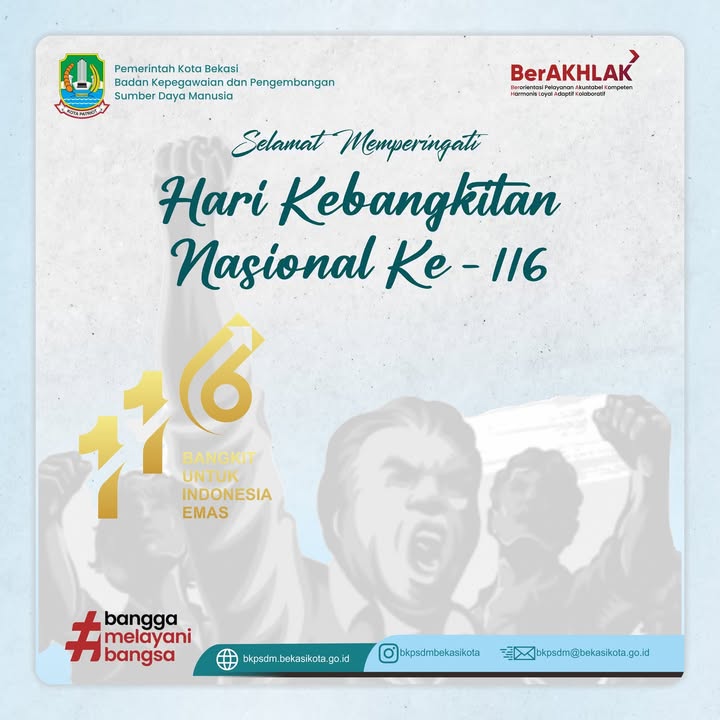 Pemerintah Kota Bekasi
Badan Kepegawaian dan Pengembangan
Sumber Daya Manusia
KOTA PATRIOT
BerAKHLAK
Berorientasi Pelayanan Akuntabel Kompeten
Harmonis Loyal Adaptif Kolaboratif
Selamat Memperingati
Hari Kebangkitan
Nasional Ke - 116
116
BANGKIT
UNTUK
INDONESIA
EMAS
#bangga
melayani
bangsa
bkpsdm.bekasikota.go.id
bkpsdmbekasikota
bkpsdm@bekasikota.go.id